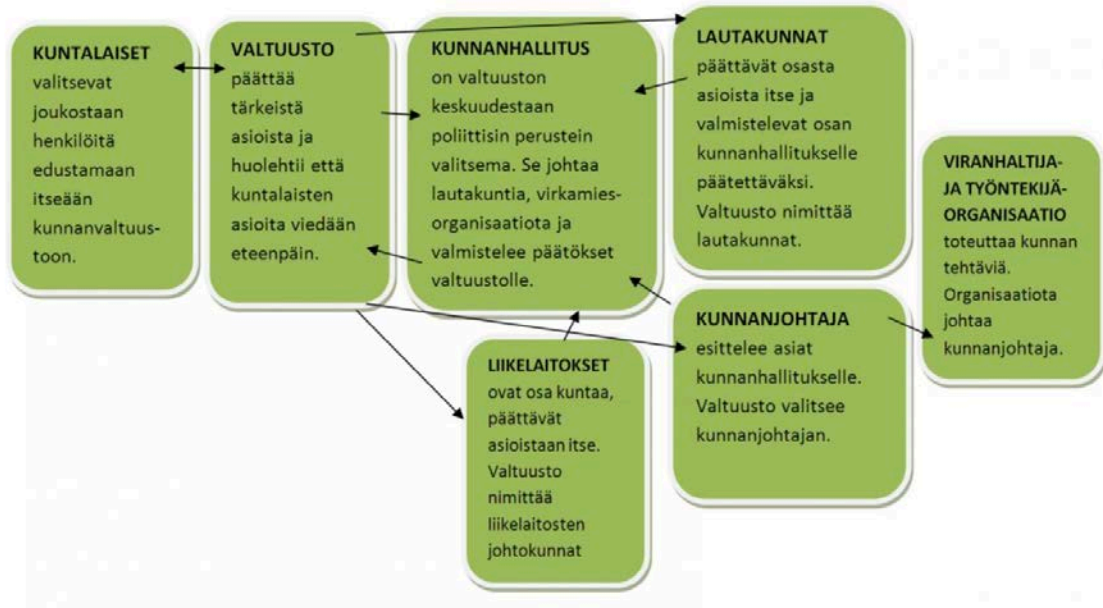 KUNTALAISET
valitsevat
joukostaan
henkilöitä
edustamaan
itseään
kunnanvaltuus-
toon.
VALTUUSTO
päättää
tärkeistä
asioista ja
huolehtii että
kuntalaisten
asioita viedään
eteenpäin.
KUNNANHALLITUS
on valtuuston
keskuudestaan
poliittisin perustein
valitsema. Se johtaa
lautakuntia, virkamies-
organisaatiota ja
valmistelee päätökset
valtuustolle.
LAUTAKUNNAT
päättävät osasta
asioista itse ja
valmistelevat osan
kunnanhallitukselle
päätettäväksi.
Valtuusto nimittää
lautakunnat.
VIRANHALTIJA-
JA TYÖNTEKIJÄ-
ORGANISAATIO
toteuttaa kunnan
tehtäviä.
Organisaatiota
johtaa
kunnanjohtaja.
LIIKELAITOKSET
ovat osa kuntaa,
päättävät
asioistaan itse.
Valtuusto
nimittää
liikelaitosten
johtokunnat
KUNNANJOHTAJA
esittelee asiat
kunnanhallitukselle.
Valtuusto valitsee
kunnanjohtajan.